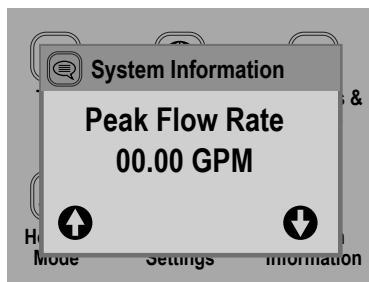 System Information
Peak Flow Rate
00.00 GPM
&
Mode
Settings
Information